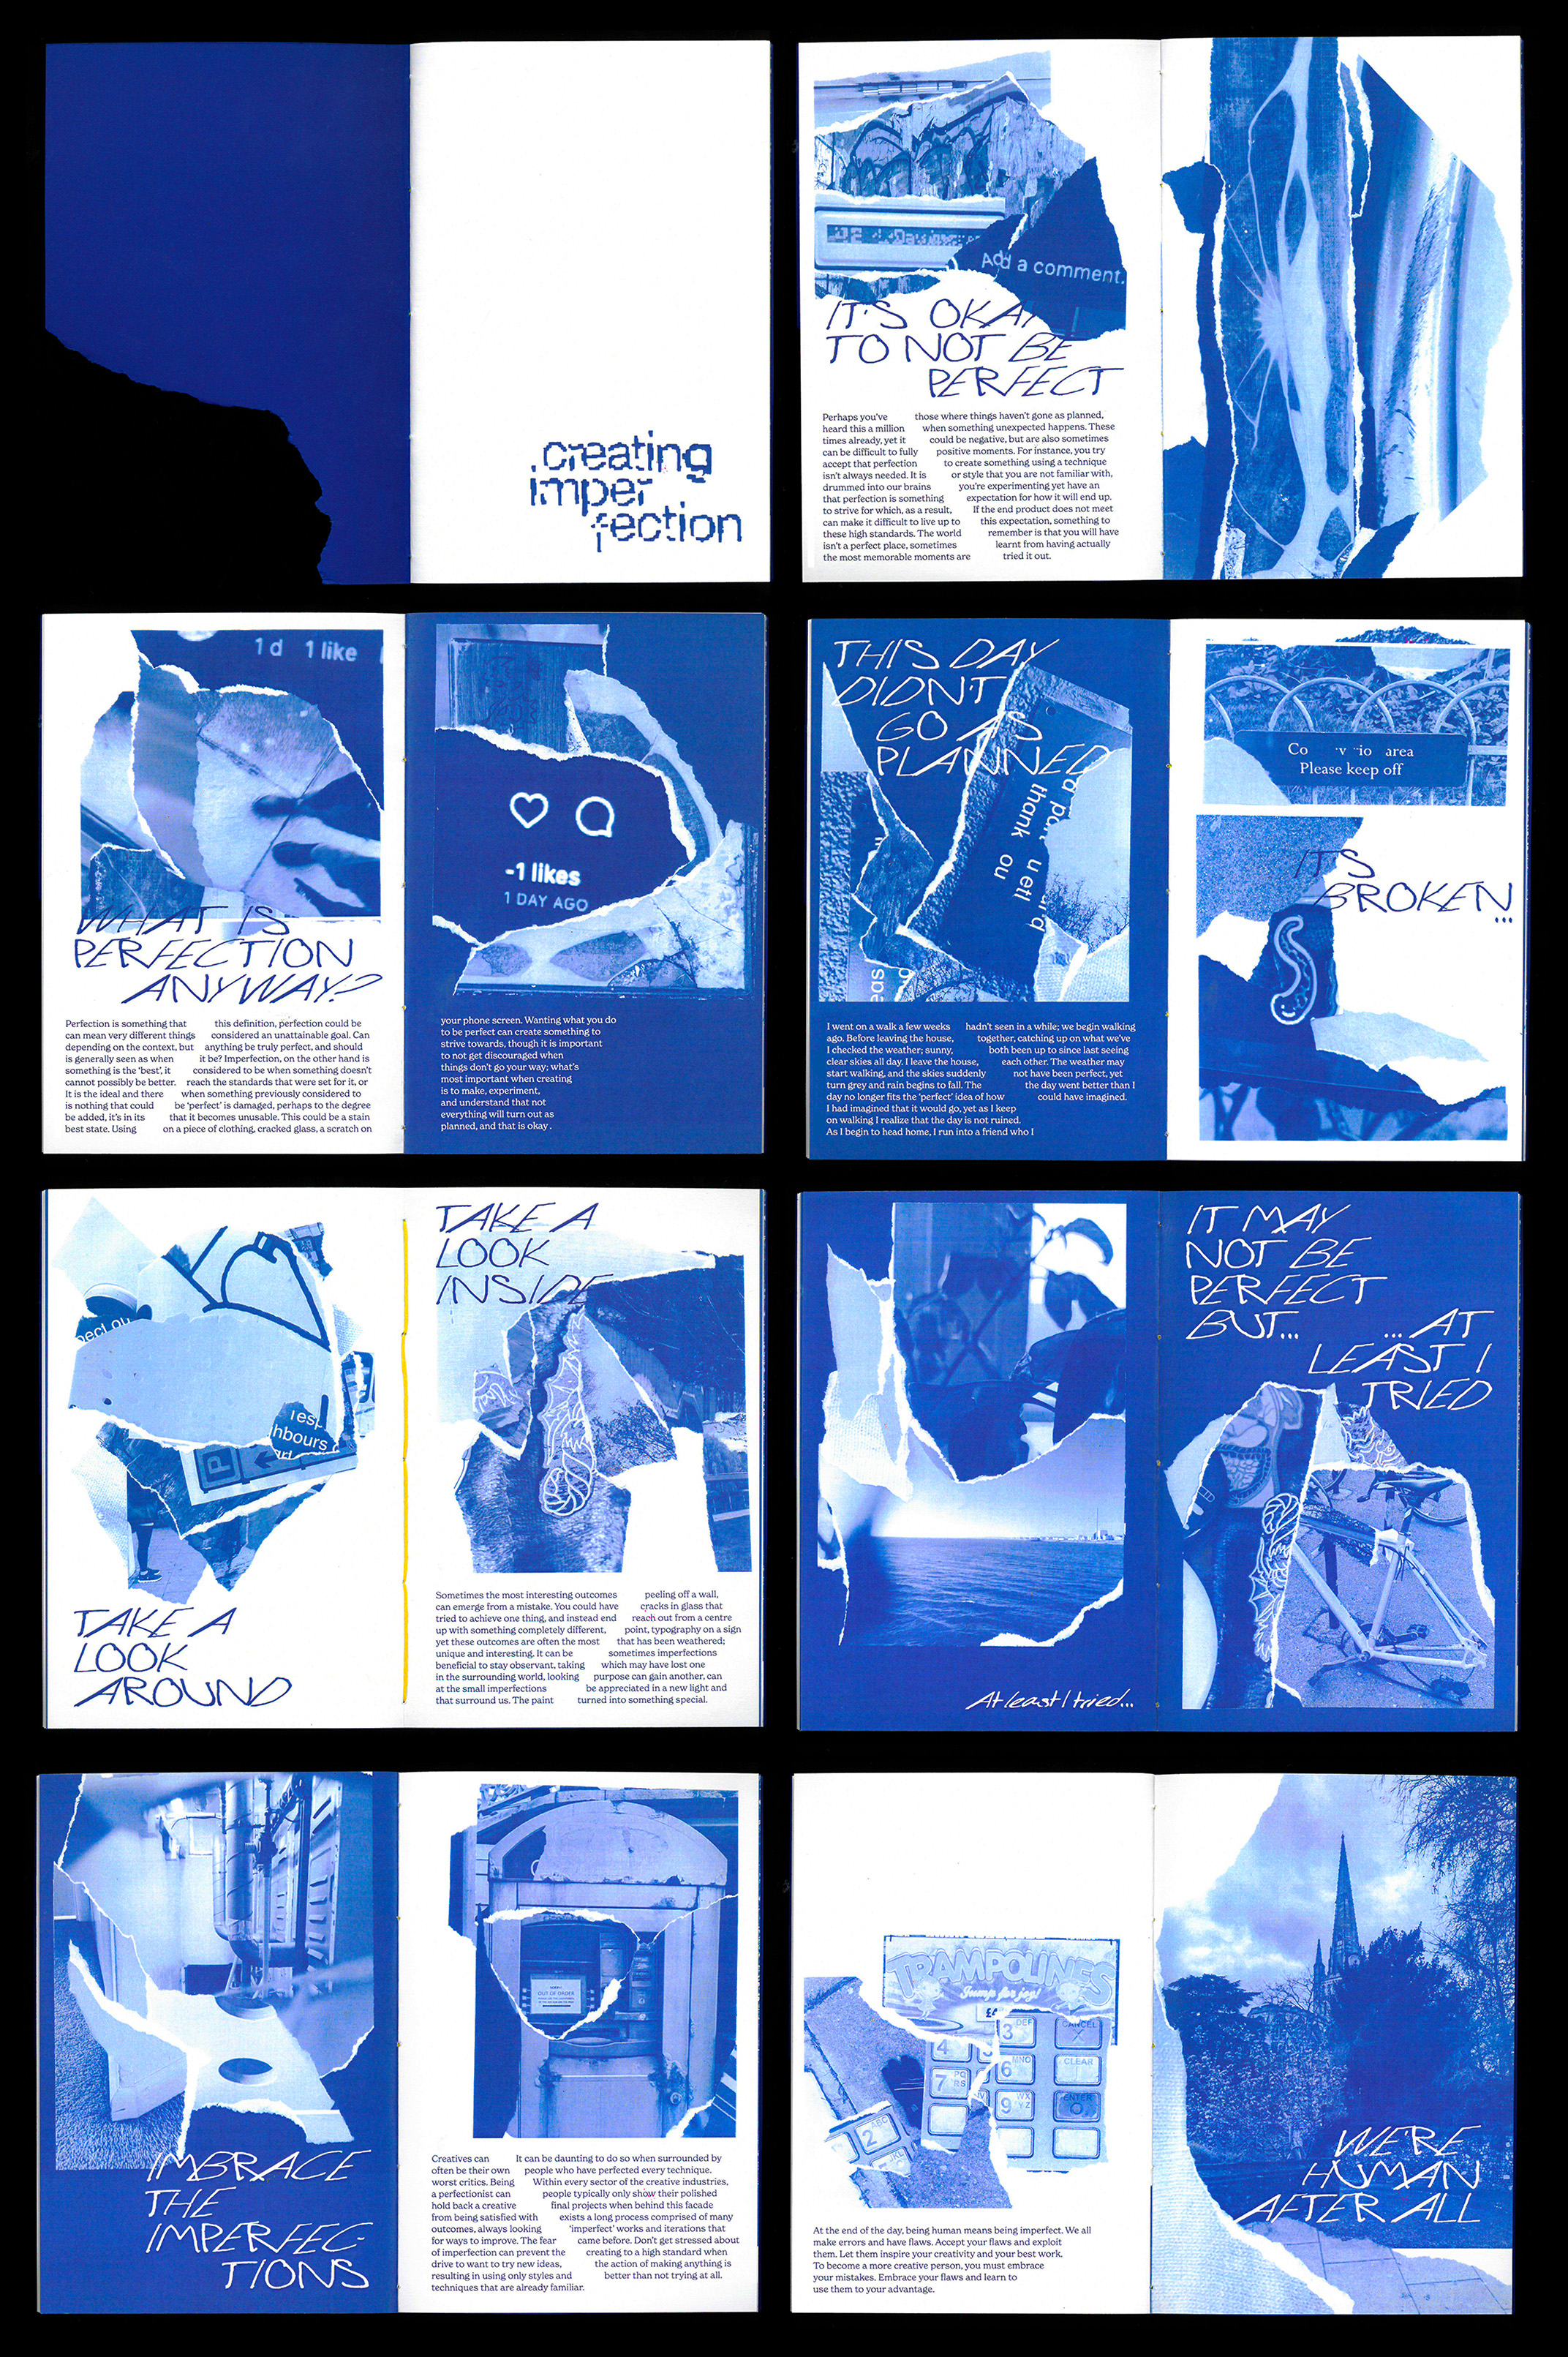 creating
imper
fection
Add a comment.
IT'S OKAY
TO NOT BE
PERFECT
Perhaps you've
heard this a million
times already, yet it
can be difficult to fully
accept that perfection
isn't always needed. It is
drummed into our brains
that perfection is something
to strive for which, as a result,
can make it difficult to live up to
these high standards. The world
isn't a perfect place, sometimes
the most memorable moments are
those where things haven't gone as planned,
when something unexpected happens. These
could be negative, but are also sometimes
positive moments. For instance, you try
to create something using a technique
or style that you are not familiar with,
you're experimenting yet have an
expectation for how it will end up.
If the end product does not meet
this expectation, something to
remember is that you will have
learnt from having actually
tried it out.
1 d 1 like
WHAT IS
PERFECTION
ANYWAY?
Perfection is something that
can mean very different things
depending on the context, but
is generally seen as when
something is the 'best', it
cannot possibly be better.
It is the ideal and there
is nothing that could
be added, it's in its
best state. Using
this definition, perfection could be
considered an unattainable goal. Can
anything be truly perfect, and should
it be? Imperfection, on the other hand is
considered to be when something doesn't
reach the standards that were set for it, or
when something previously considered to
be 'perfect' is damaged, perhaps to the degree
that it becomes unusable. This could be a stain
on a piece of clothing, cracked glass, a scratch on
-1 likes
1 DAY AGO
your phone screen. Wanting what you do
to be perfect can create something to
strive towards, though it is important
to not get discouraged when
things don't go your way; what's
most important when creating
is to make, experiment,
and understand that not
everything will turn out as
planned, and that is okay.
THIS DAY
DIDN'T
GO AS
PLANNED
thank ou
I went on a walk a few weeks
ago. Before leaving the house,
I checked the weather; sunny,
clear skies all day. I leave the house,
start walking, and the skies suddenly
turn grey and rain begins to fall. The
day no longer fits the 'perfect' idea of how
I had imagined that it would go, yet as I keep
on walking I realize that the day is not ruined.
As I begin to head home, I run into a friend who I
hadn't seen in a while; we begin walking
together, catching up on what we've
both been up to since last seeing
each other. The weather may
not have been perfect, yet
the day went better than I
could have imagined.
Co v io area
Please keep off
IT'S
BROKEN...
hbours
P
TAKE A
LOOK
AROUND
TAKE A
LOOK
INSIDE
Sometimes the most interesting outcomes
can emerge from a mistake. You could have
tried to achieve one thing, and instead end
up with something completely different,
yet these outcomes are often the most
unique and interesting. It can be
beneficial to stay observant, taking
in the surrounding world, looking
at the small imperfections
that surround us. The paint
peeling off a wall,
cracks in glass that
reach out from a centre
point, typography on a sign
that has been weathered;
sometimes imperfections
which may have lost one
purpose can gain another, can
be appreciated in a new light and
turned into something special.
At least I tried...
IT MAY
NOT BE
PERFECT
BUT...
... AT
LEAST I
TRIED
IMBRACE
THE
IMPERFEC-
TIONS
OUT OF ORDER
Creatives can
often be their own
worst critics. Being
a perfectionist can
hold back a creative
from being satisfied with
outcomes, always looking
for ways to improve. The fear
of imperfection can prevent the
drive to want to try new ideas,
resulting in using only styles and
techniques that are already familiar.
It can be daunting to do so when surrounded by
people who have perfected every technique.
Within every sector of the creative industries,
people typically only show their polished
final projects when behind this facade
exists a long process comprised of many
'imperfect' works and iterations that
came before. Don't get stressed about
creating to a high standard when
the action of making anything is
better than not trying at all.
TRAMPOLINES
Jump for joy!
3 DEF
CANCEL
4
6 MNO
CLEAR
7 PQ RS
9 WX YZ
ENTER
2 ABC
At the end of the day, being human means being imperfect. We all
make errors and have flaws. Accept your flaws and exploit
them. Let them inspire your creativity and your best work.
To become a more creative person, you must embrace
your mistakes. Embrace your flaws and learn to
use them to your advantage.
WE'RE
HUMAN
AFTER ALL